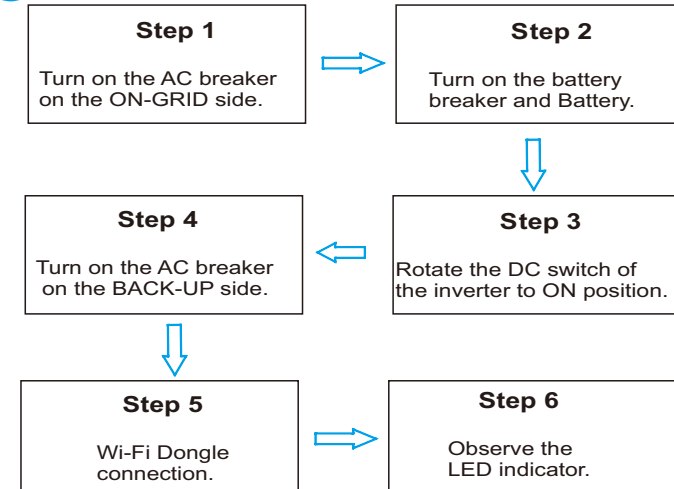 Step 1
Turn on the AC breaker
on the ON-GRID side.
Step 2
Turn on the battery
breaker and Battery.
Step 3
Rotate the DC switch of
the inverter to ON position.
Step 4
Turn on the AC breaker
on the BACK-UP side.
Step 5
Wi-Fi Dongle
connection.
Step 6
Observe the
LED indicator.